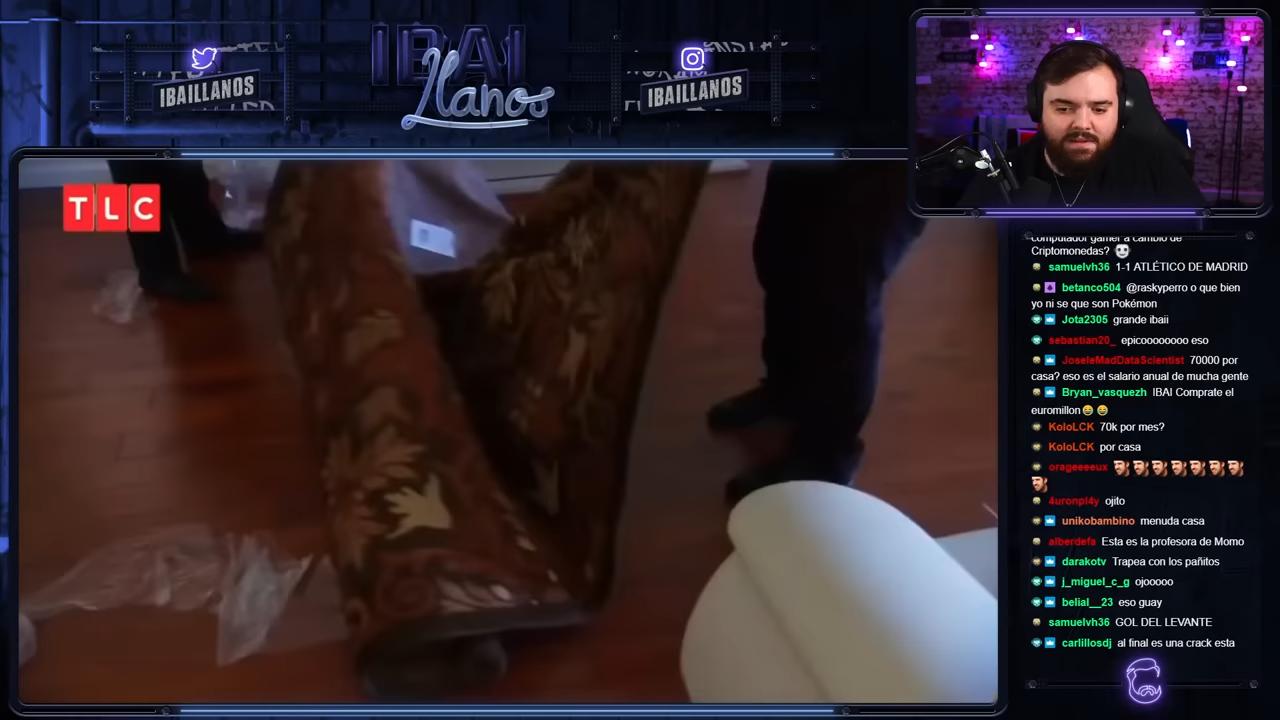 IBAI
Llanos
IBAILLANOS
IBAILLANOS
TLC
computador gamer a cambio de
Criptomonedas?
samuelvh36 1-1 ATLÉTICO DE MADRID
betanco504 @raskyperro o que bien
yo ni se que son Pokémon
Jota2305 grande ibaii
sebastian20_ epicoooooooo eso
JoseleMadDataScientist 70000 por
casa? eso es el salario anual de mucha gente
Bryan_vasquezh IBAI Comprate el
euromillon
KoloLCK 70k por mes?
KoloLCK por casa
orageeeeux
4uronpl4y ojito
unikobambino menuda casa
alberdefa Esta es la profesora de Momo
darakotv Trapea con los pañitos
j_miguel_c_g ojooooo
belial__23 eso guay
samuelvh36 GOL DEL LEVANTE
carlillosdj al final es una crack esta